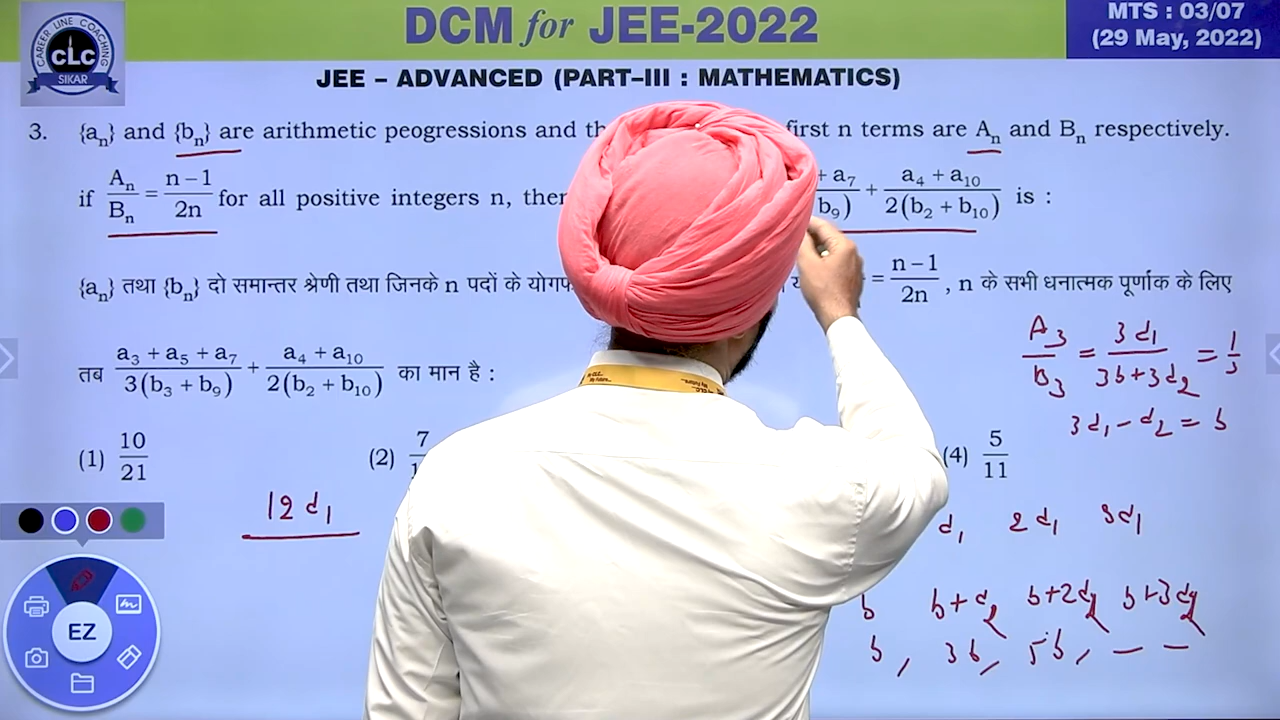 DCM for JEE-2022
MTS : 03/07
(29 May, 2022)
CAREER LINE COACHING
CLC
SIKAR
JEE – ADVANCED (PART–III : MATHEMATICS)
3. {aₙ} and {bₙ} are arithmetic peogressions and first n terms are Aₙ and Bₙ respectively.
if Aₙ/Bₙ = n – 1/2n for all positive integers n, + a₇ b₉) + a₄ + a₁₀/2(b₂ + b₁₀) is :
{aₙ} तथा {bₙ} दो समान्तर श्रेणी तथा जिनके n पदों के = n – 1/2n , n के सभी धनात्मक पूर्णाक के लिए
A₃/B₃ = 3d₁/3b+3d₂ = 1/3
तब a₃ + a₅ + a₇/3(b₃ + b₉) + a₄ + a₁₀/2(b₂ + b₁₀) का मान है :
3d₁ – d₂ = b
(1) 10/21 (2) 7 (4) 5/11
12 d₁
d₁ 2d₁ 3d₁
b b+d₂ b+2d₂ b+3d₂
b , 3b , 5b , – –
EZ